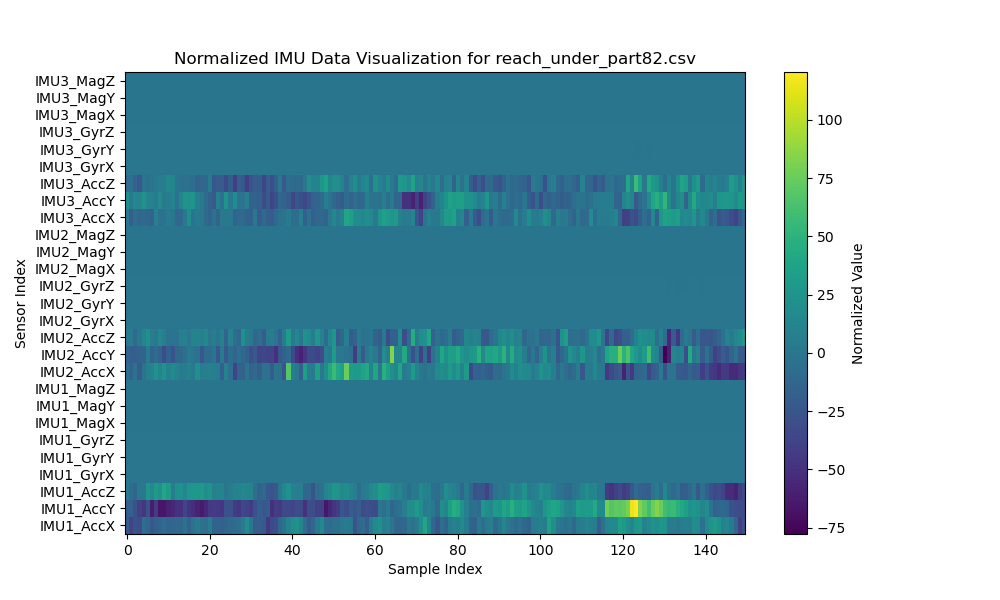 Normalized IMU Data Visualization for reach_under_part82.csv
IMU3_MagZ
IMU3_MagY
IMU3_MagX
IMU3_GyrZ
IMU3_GyrY
IMU3_GyrX
IMU3_AccZ
IMU3_AccY
IMU3_AccX
IMU2_MagZ
IMU2_MagY
IMU2_MagX
IMU2_GyrZ
IMU2_GyrY
IMU2_GyrX
IMU2_AccZ
IMU2_AccY
IMU2_AccX
IMU1_MagZ
IMU1_MagY
IMU1_MagX
IMU1_GyrZ
IMU1_GyrY
IMU1_GyrX
IMU1_AccZ
IMU1_AccY
IMU1_AccX
Sensor Index
0 20 40 60 80 100 120 140
Sample Index
100
75
50
25
0
−25
−50
−75
Normalized Value